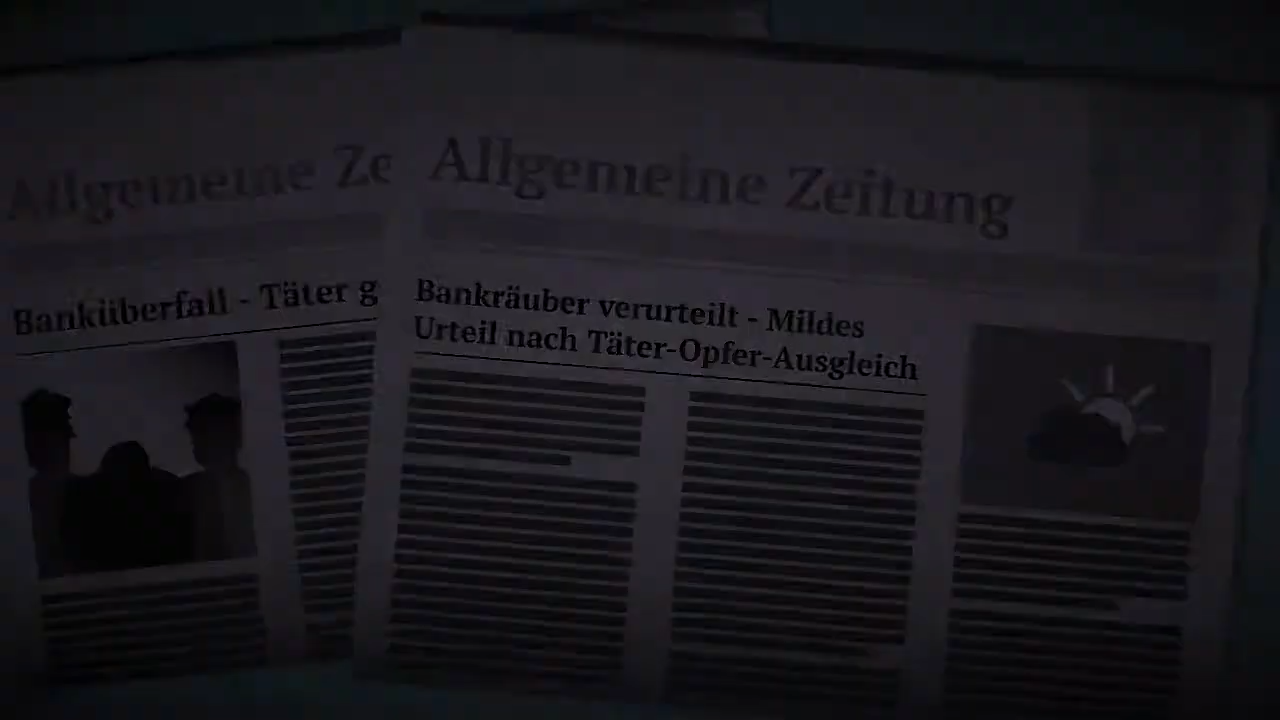 Allgemeine Ze
Banküberfall - Täter g
Allgemeine Zeitung
Bankräuber verurteilt - Mildes
Urteil nach Täter-Opfer-Ausgleich